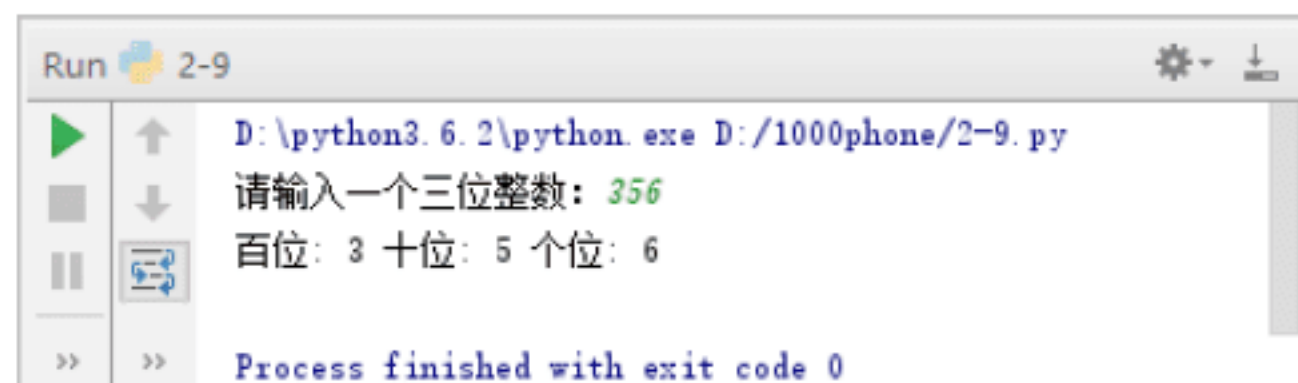 Run 2-9
D:\python3.6.2\python.exe D:/1000phone/2-9.py
请输入一个三位整数：356
百位: 3 十位: 5 个位: 6
Process finished with exit code 0